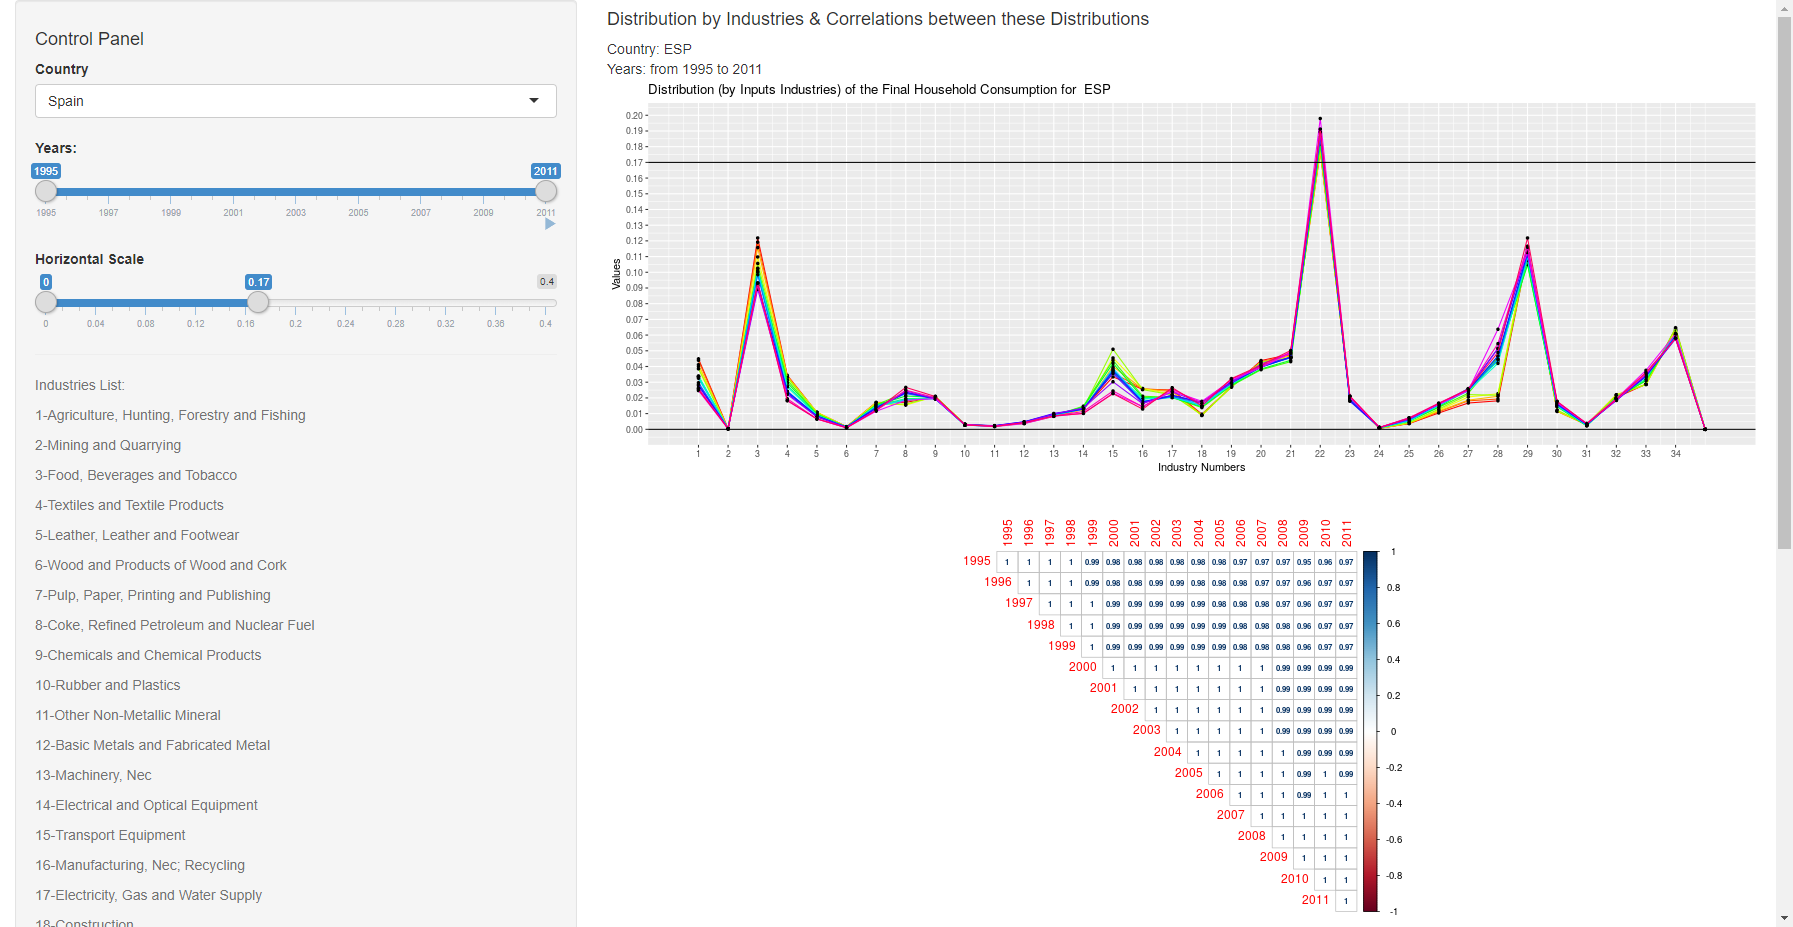 Control Panel
Country
Spain
Years:
1995 2011
1995 1997 1999 2001 2003 2005 2007 2009 2011
Horizontal Scale
0 0.17 0.4
0 0.04 0.08 0.12 0.16 0.2 0.24 0.28 0.32 0.36 0.4
Industries List:
1-Agriculture, Hunting, Forestry and Fishing
2-Mining and Quarrying
3-Food, Beverages and Tobacco
4-Textiles and Textile Products
5-Leather, Leather and Footwear
6-Wood and Products of Wood and Cork
7-Pulp, Paper, Printing and Publishing
8-Coke, Refined Petroleum and Nuclear Fuel
9-Chemicals and Chemical Products
10-Rubber and Plastics
11-Other Non-Metallic Mineral
12-Basic Metals and Fabricated Metal
13-Machinery, Nec
14-Electrical and Optical Equipment
15-Transport Equipment
16-Manufacturing, Nec; Recycling
17-Electricity, Gas and Water Supply
18-Construction
Distribution by Industries & Correlations between these Distributions
Country: ESP
Years: from 1995 to 2011
Distribution (by Inputs Industries) of the Final Household Consumption for ESP
Values
0.20
0.19
0.18
0.17
0.16
0.15
0.14
0.13
0.12
0.11
0.10
0.09
0.08
0.07
0.06
0.05
0.04
0.03
0.02
0.01
0.00
1 2 3 4 5 6 7 8 9 10 11 12 13 14 15 16 17 18 19 20 21 22 23 24 25 26 27 28 29 30 31 32 33 34
Industry Numbers
1995 1996 1997 1998 1999 2000 2001 2002 2003 2004 2005 2006 2007 2008 2009 2010 2011
1995 1 1 1 1 0.99 0.98 0.98 0.98 0.98 0.98 0.98 0.97 0.97 0.97 0.95 0.96 0.97
1996 1 1 1 0.99 0.98 0.98 0.99 0.99 0.98 0.98 0.98 0.97 0.97 0.96 0.97 0.97
1997 1 1 1 0.99 0.99 0.99 0.99 0.99 0.98 0.98 0.98 0.97 0.96 0.97 0.97
1998 1 1 0.99 0.99 0.99 0.99 0.99 0.98 0.98 0.98 0.98 0.96 0.97 0.97
1999 1 0.99 0.99 0.99 0.99 0.99 0.99 0.98 0.98 0.98 0.96 0.97 0.97
2000 1 1 1 1 1 1 1 1 0.99 0.99 0.99 0.99
2001 1 1 1 1 1 1 1 0.99 0.99 0.99 0.99
2002 1 1 1 1 1 1 0.99 0.99 0.99 0.99
2003 1 1 1 1 1 0.99 0.99 0.99 0.99
2004 1 1 1 1 1 0.99 0.99 0.99
2005 1 1 1 1 0.99 1 0.99
2006 1 1 1 0.99 1 1
2007 1 1 1 1 1
2008 1 1 1 1
2009 1 1 1
2010 1 1
2011 1
1
0.8
0.6
0.4
0.2
0
-0.2
-0.4
-0.6
-0.8
-1